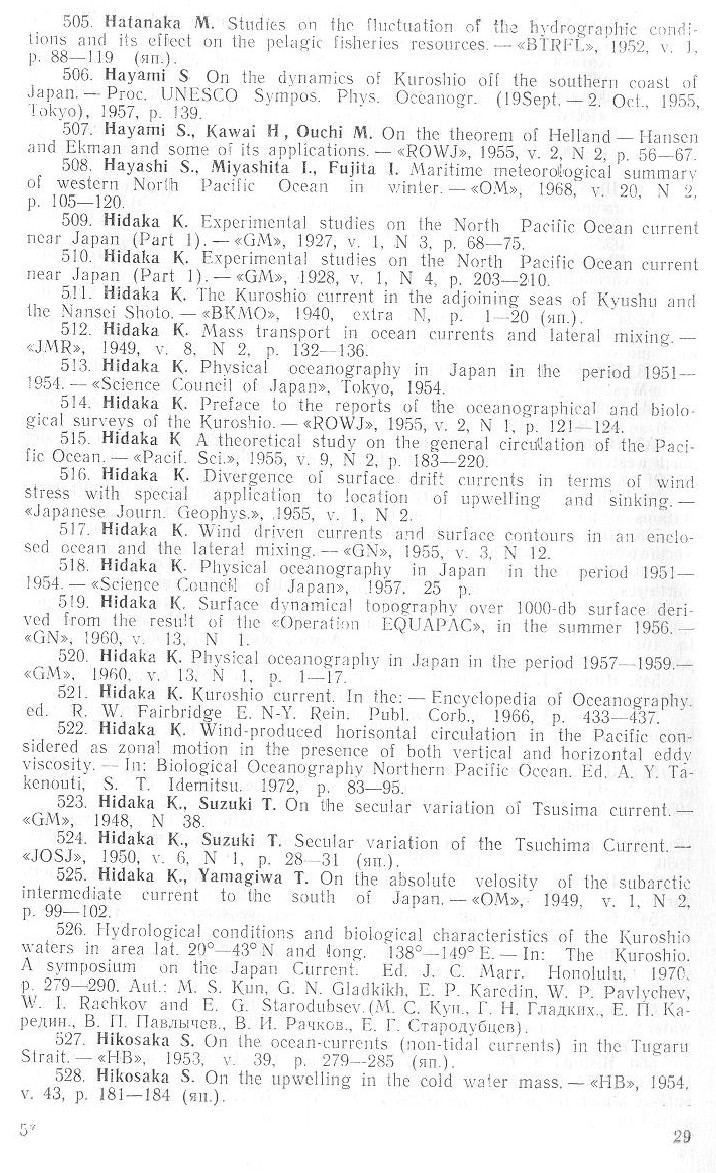 505. Hatanaka M. Studies on the fluctuation of the hydrographic condi-
tions and its effect on the pelagic fisheries resources. — «BTRFL», 1952, v. 1,
p. 88—119 (яп.).
506. Hayami S On the dynamics of Kuroshio off the southern coast of
Japan. — Proc. UNESCO Sympos. Phys. Oceanogr. (19Sept. — 2. Oct., 1955,
Tokyo), 1957, p. 139.
507. Hayami S., Kawai H, Ouchi M. On the theorem of Helland — Hansen
and Ekman and some of its applications. — «ROWJ», 1955, v. 2, N 2, p. 56—67.
508. Hayashi S., Miyashita I., Fujita I. Maritime meteorological summary
of western North Pacific Ocean in winter. — «OM», 1968, v. 20, N 2,
p. 105—120.
509. Hidaka K. Experimental studies on the North Pacific Ocean current
near Japan (Part 1). — «GM», 1927, v. 1, N 3, p. 68—75.
510. Hidaka K. Experimental studies on the North Pacific Ocean current
near Japan (Part 1). — «GM», 1928, v. 1, N 4, p. 203—210.
511. Hidaka K. The Kuroshio current in the adjoining seas of Kyushu and
the Nansei Shoto. — «BKMO», 1940, extra N, p. 1—20 (яп.).
512. Hidaka K. Mass transport in ocean currents and lateral mixing. —
«JMR», 1949, v. 8, N 2, p. 132—136.
513. Hidaka K. Physical oceanography in Japan in the period 1951—
1954. — «Science Council of Japan», Tokyo, 1954.
514. Hidaka K. Preface to the reports of the oceanographical and biolo-
gical surveys of the Kuroshio. — «ROWJ», 1955, v. 2, N 1, p. 121—124.
515. Hidaka K A theoretical study on the general circulation of the Paci-
fic Ocean. — «Pacif. Sci.», 1955, v. 9, N 2, p. 183—220.
516. Hidaka K. Divergence of surface drift currents in terms of wind
stress with special application to location of upwelling and sinking. —
«Japanese Journ. Geophys.», 1955, v. 1, N 2.
517. Hidaka K. Wind driven currents and surface contours in an enclo-
sed ocean and the lateral mixing. — «GN», 1955, v. 3, N 12.
518. Hidaka K. Physical oceanography in Japan in the period 1951—
1954. — «Science Council of Japan», 1957. 25 p.
519. Hidaka K. Surface dynamical topography over 1000-db surface deri-
ved from the result of the «Operation EQUAPAC», in the summer 1956. —
«GN», 1960, v. 13, N 1.
520. Hidaka K. Physical oceanography in Japan in the period 1957—1959.—
«GM», 1960, v. 13, N 1, p. 1—17.
521. Hidaka K. Kuroshio current. In the: — Encyclopedia of Oceanography.
ed. R. W. Fairbridge E. N-Y. Rein. Publ. Corb., 1966, p. 433—437.
522. Hidaka K. Wind-produced horisontal circulation in the Pacific con-
sidered as zonal motion in the presence of both vertical and horizontal eddy
viscosity. — In: Biological Oceanography Northern Pacific Ocean. Ed. A. Y. Ta-
kenouti, S. T. Idemitsu. 1972, p. 83—95.
523. Hidaka K., Suzuki T. On the secular variation of Tsusima current. —
«GM», 1948, N 38.
524. Hidaka K., Suzuki T. Secular variation of the Tsuchima Current. —
«JOSJ», 1950, v. 6, N 1, p. 28—31 (яп.).
525. Hidaka K., Yamagiwa T. On the absolute velosity of the subarctic
intermediate current to the south of Japan. — «OM», 1949, v. 1, N 2,
p. 99—102.
526. Hydrological conditions and biological characteristics of the Kuroshio
waters in area lat. 20°—43° N and long. 138°—149° E. — In: The Kuroshio.
A symposium on the Japan Current. Ed. J. C. Marr. Honolulu, 1970,
p. 279—290. Aut.: M. S. Kun, G. N. Gladkikh, E. P. Karedin, W. P. Pavlychev,
W. I. Rachkov and E. G. Starodubsev. (М. С. Кун., Г. Н. Гладких., Е. П. Ка-
редин., В. П. Павлычев., В. И. Рачков., Е. Г. Стародубцев).
527. Hikosaka S. On the ocean-currents (non-tidal currents) in the Tugaru
Strait. — «HB», 1953, v. 39, p. 279—285 (яп.).
528. Hikosaka S. On the upwelling in the cold water mass. — «HB», 1954,
v. 43, p. 181—184 (яп.).
5*
29